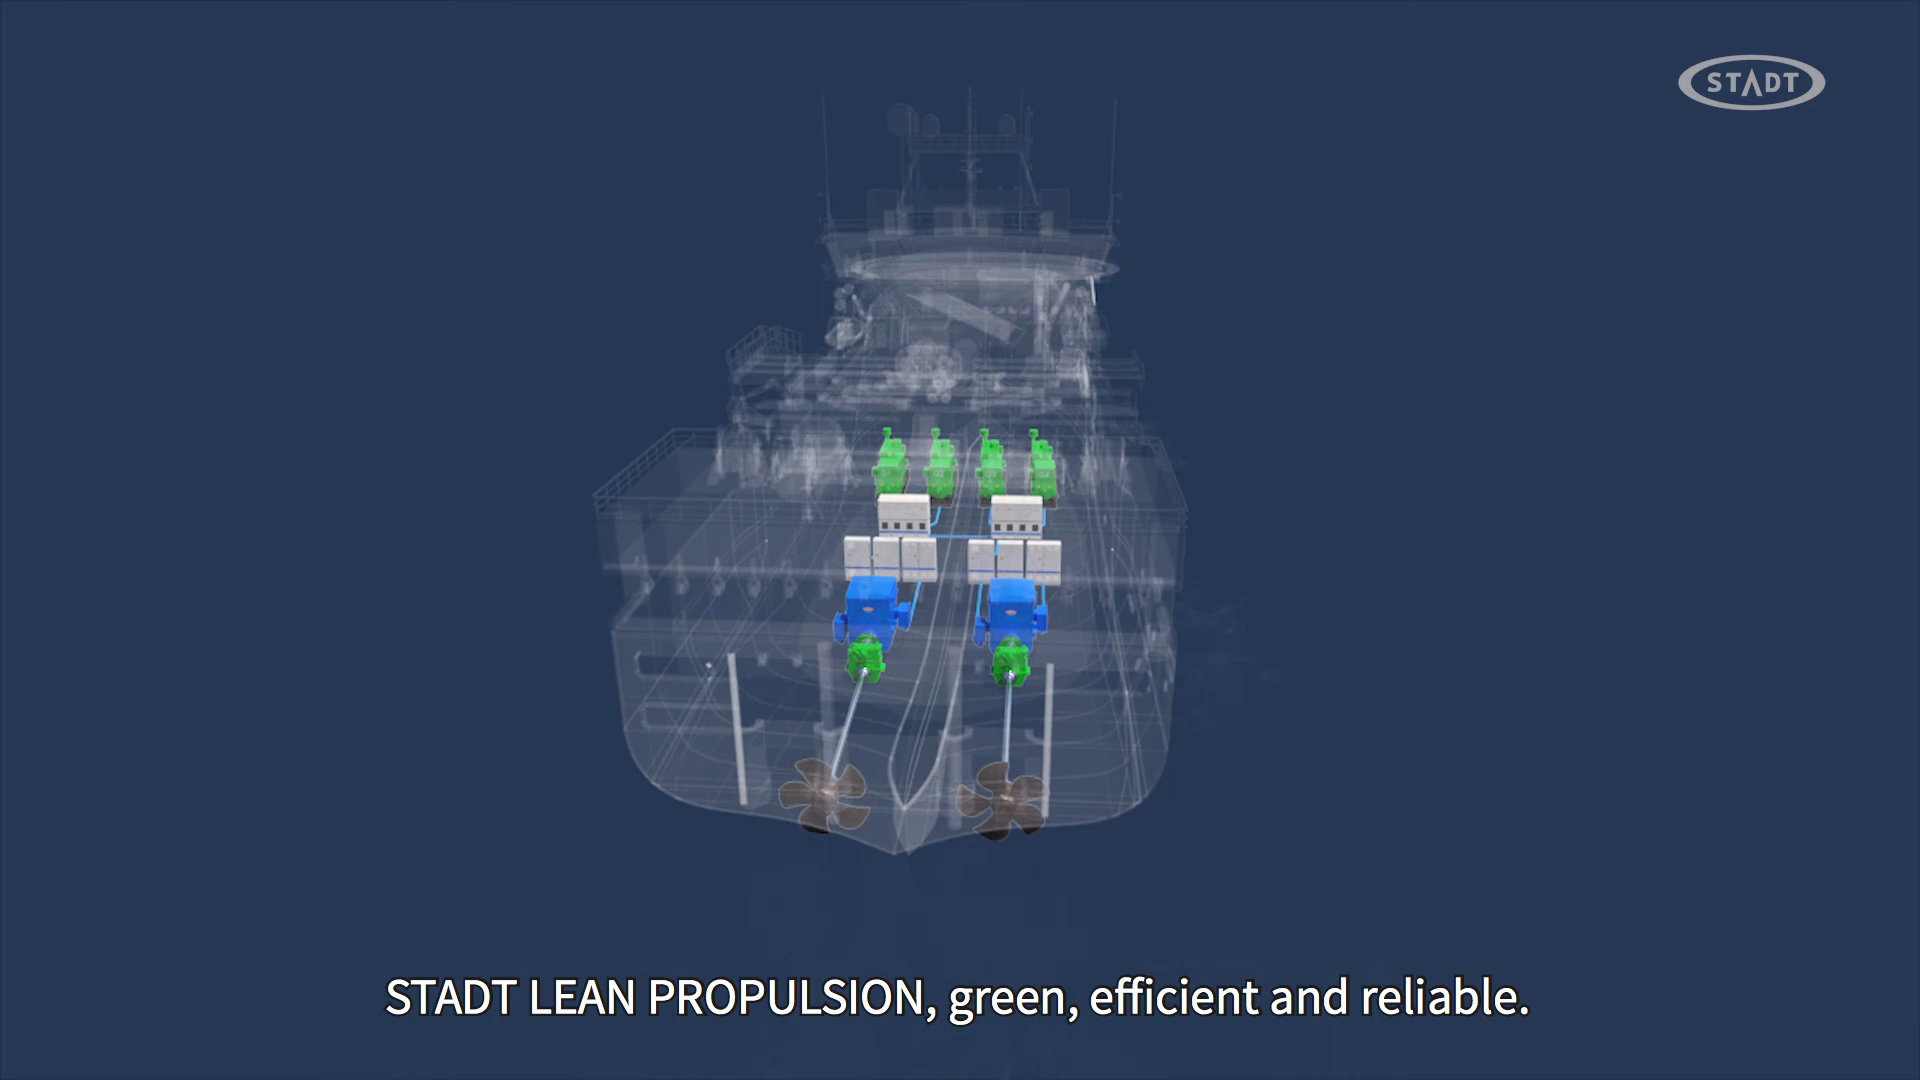 STADT
STADT LEAN PROPULSION, green, efficient and reliable.